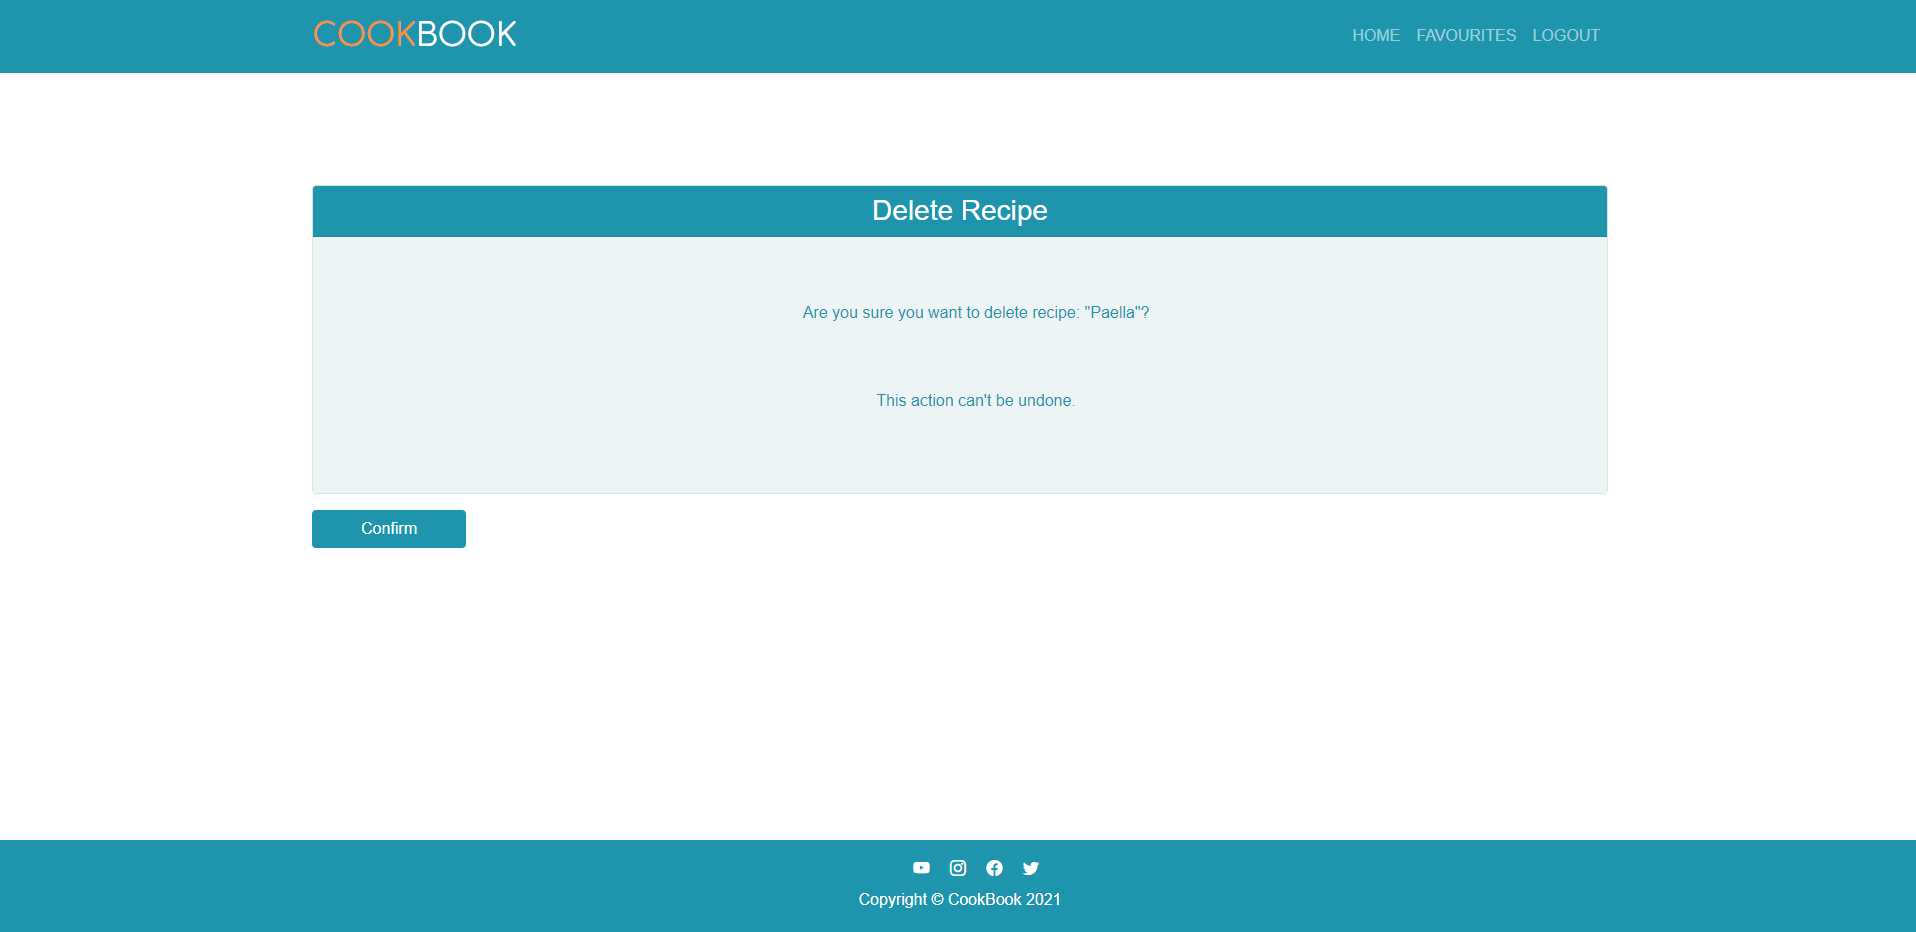 COOKBOOK
HOME FAVOURITES LOGOUT
Delete Recipe
Are you sure you want to delete recipe: "Paella"?
This action can't be undone.
Confirm
Copyright © CookBook 2021